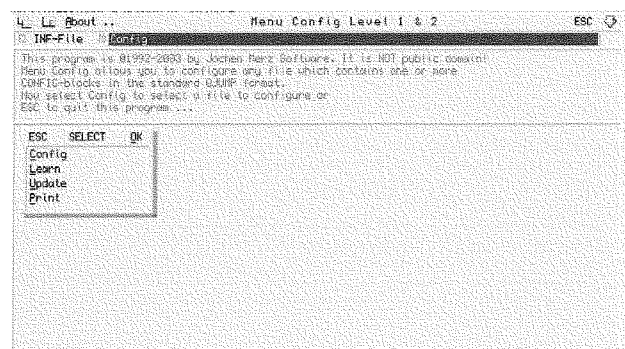 About .. Menu Config Level 1 & 2 ESC
INF-File Config
This program is ©1992-2003 by Jochen Merz Software. It is NOT public domain!
Menu Config allows you to configure any file which contains one or more
CONFIG-blocks in the standard QJUMP format.
Now select Config to select a file to configure or
ESC to quit this program ...
ESC SELECT OK
Config
Learn
Update
Print